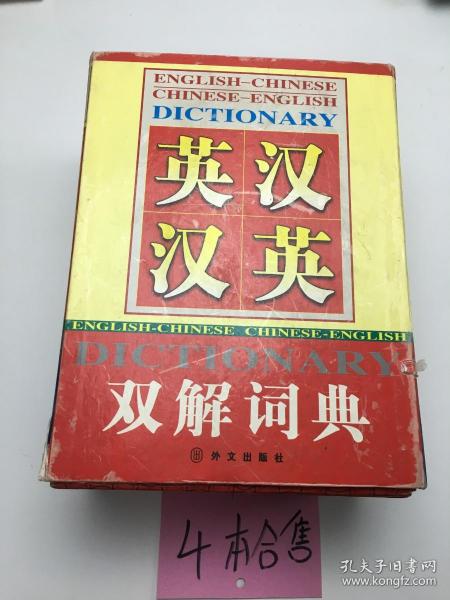 ENGLISH-CHINESE
CHINESE-ENGLISH
DICTIONARY
英汉
汉英
ENGLISH-CHINESE CHINESE-ENGLISH
DICTIONARY
双解词典
外文出版社
4本合售
孔夫子旧书网
www.kongfz.com